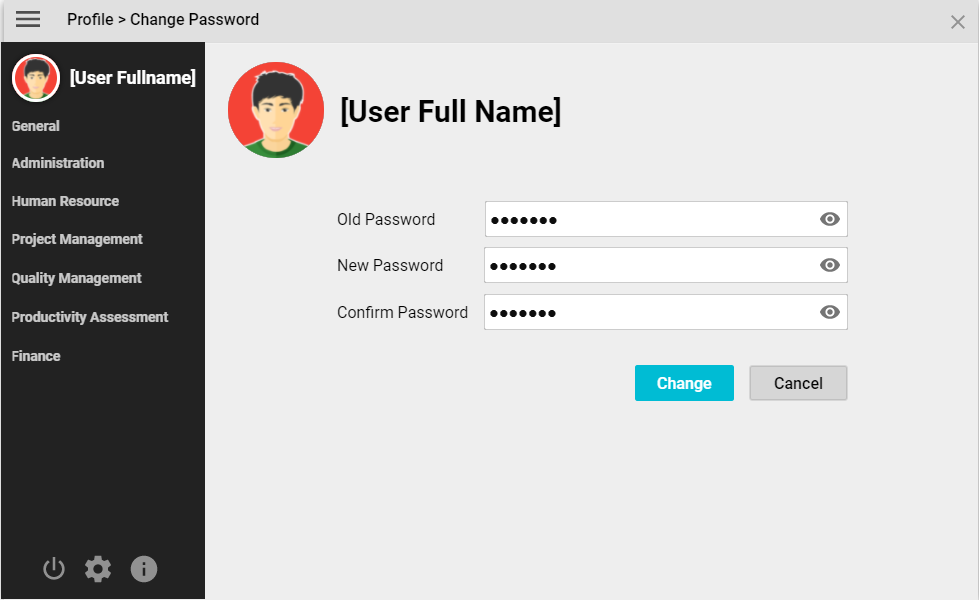 Profile > Change Password
[User Fullname]
General
Administration
Human Resource
Project Management
Quality Management
Productivity Assessment
Finance
[User Full Name]
Old Password
New Password
Confirm Password
Change
Cancel